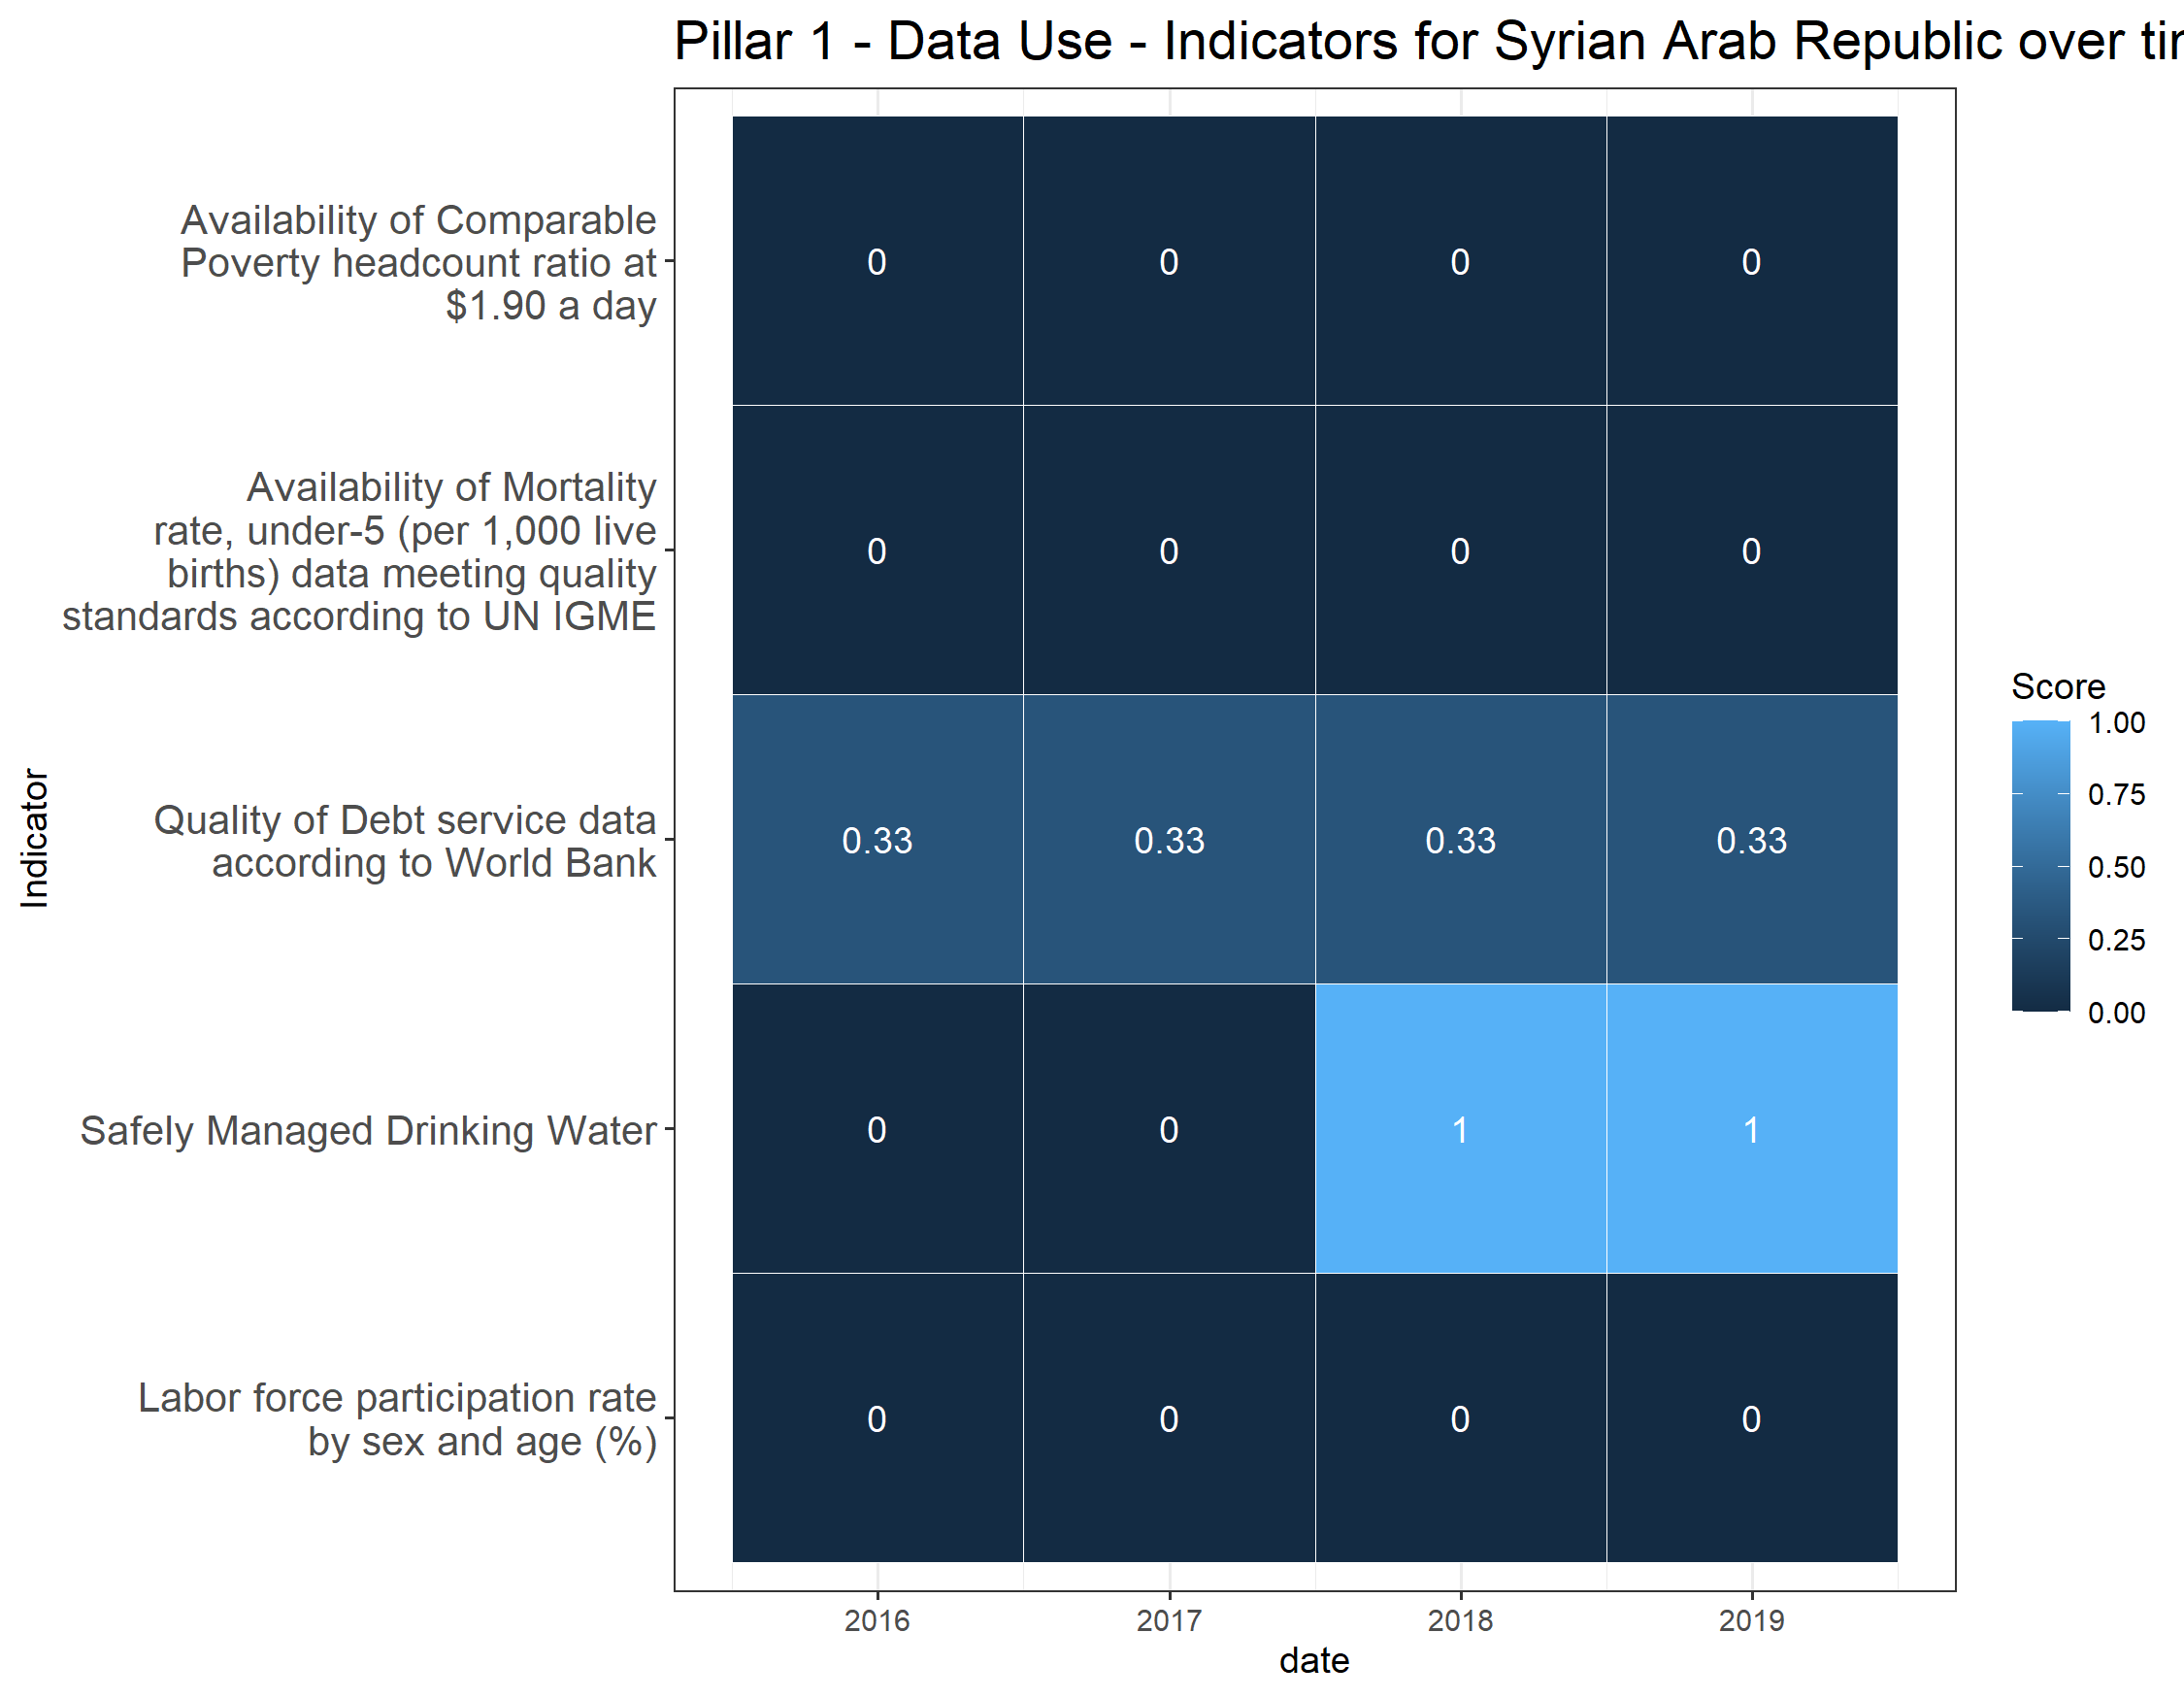 Pillar 1 - Data Use - Indicators for Syrian Arab Republic over
Availability of Comparable
Poverty headcount ratio at
$1.90 a day
0 0 0 0
Availability of Mortality
rate, under-5 (per 1,000 live
births) data meeting quality
standards according to UN IGME
0 0 0 0
Quality of Debt service data
according to World Bank
0.33 0.33 0.33 0.33
Safely Managed Drinking Water
0 0 1 1
Labor force participation rate
by sex and age (%)
0 0 0 0
Indicator
2016 2017 2018 2019
date
Score
1.00
0.75
0.50
0.25
0.00